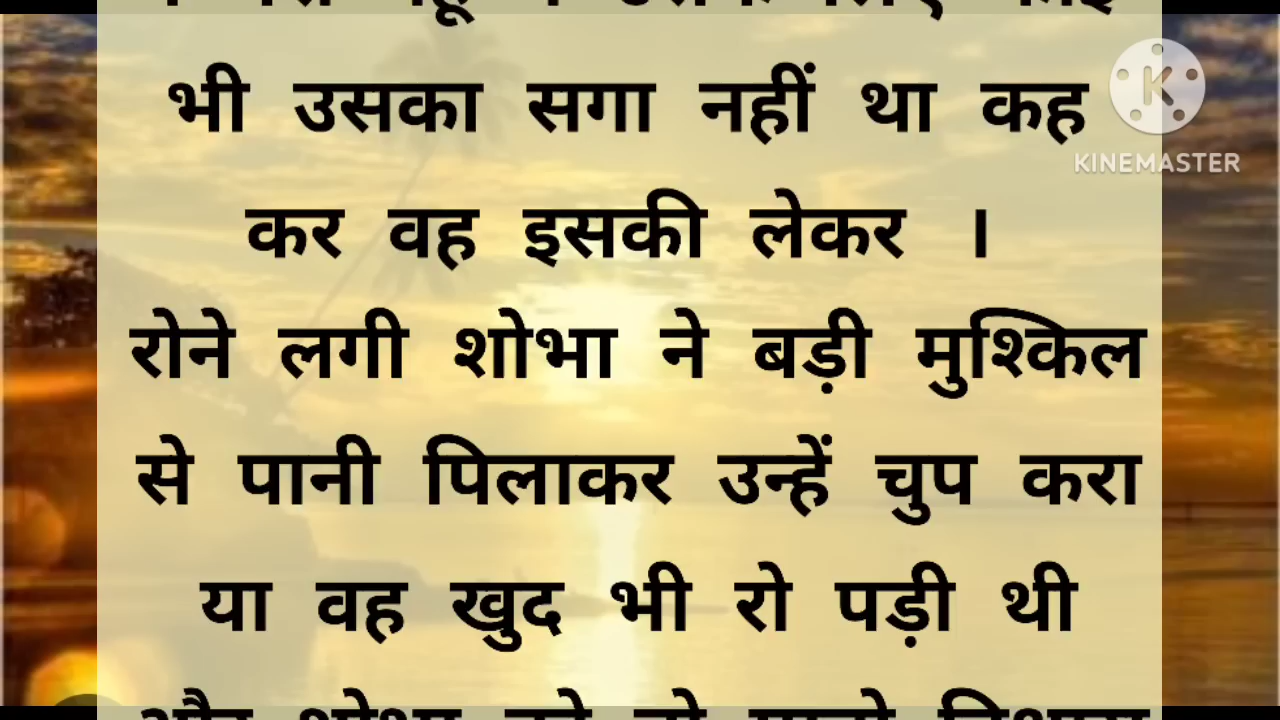 भी उसका सगा नहीं था कह
KINEMASTER
कर वह इसकी लेकर ।
रोने लगी शोभा ने बड़ी मुश्किल
से पानी पिलाकर उन्हें चुप करा
या वह खुद भी रो पड़ी थी